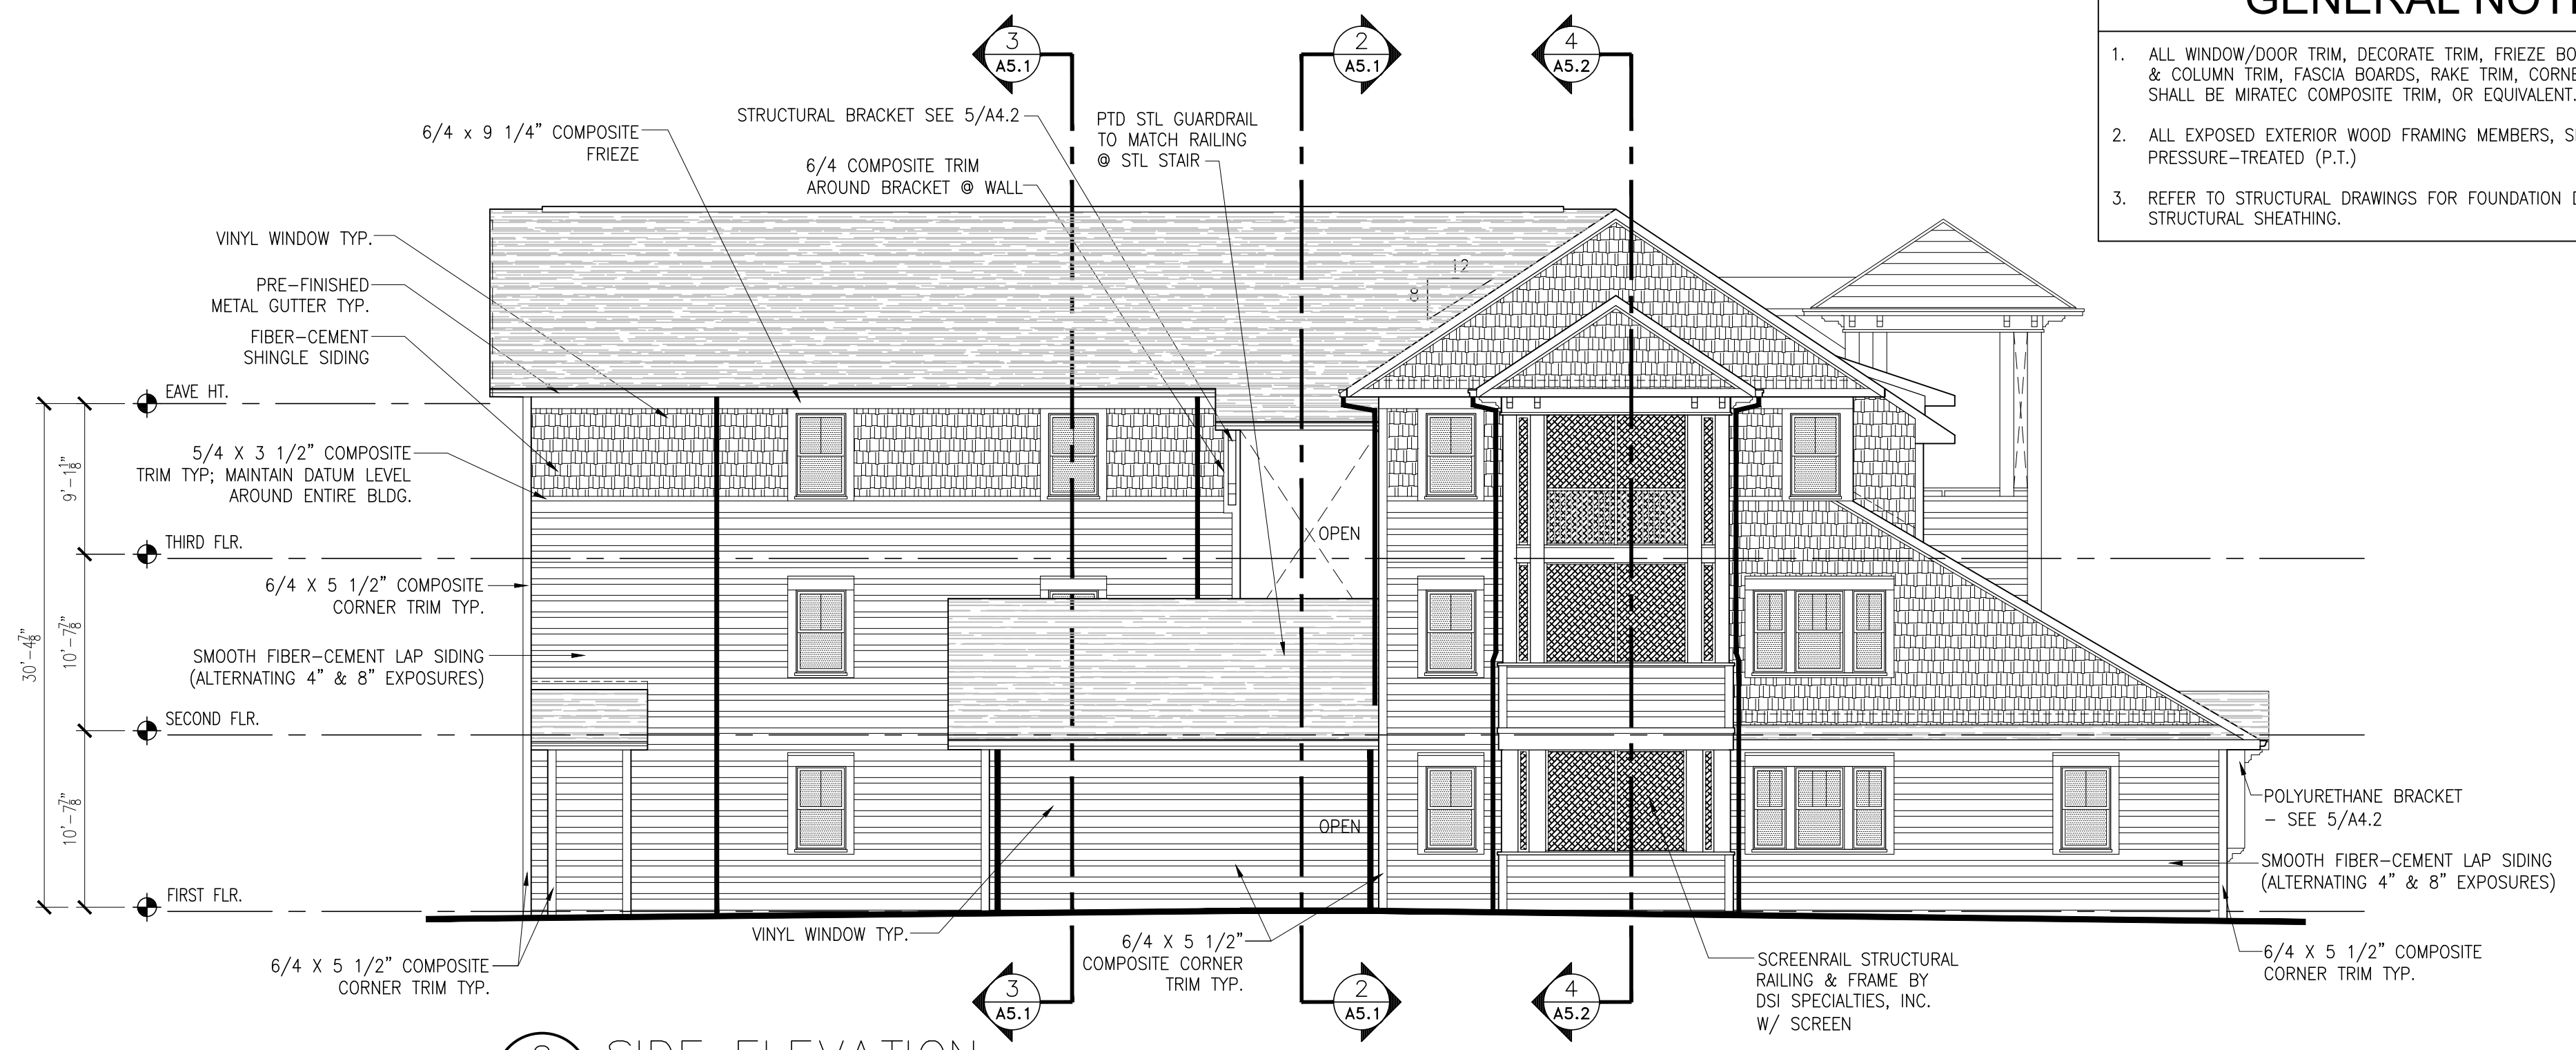 3
A5.1
2
A5.1
4
A5.2
1. ALL WINDOW/DOOR TRIM, DECORATE TRIM, FRIEZE
& COLUMN TRIM, FASCIA BOARDS, RAKE TRIM,
SHALL BE MIRATEC COMPOSITE TRIM, OR EQUIVALENT.
2. ALL EXPOSED EXTERIOR WOOD FRAMING MEMBERS,
PRESSURE-TREATED (P.T.)
3. REFER TO STRUCTURAL DRAWINGS FOR FOUNDATION
STRUCTURAL SHEATHING.
STRUCTURAL BRACKET SEE 5/A4.2
6/4 x 9 1/4" COMPOSITE
FRIEZE
6/4 COMPOSITE TRIM
AROUND BRACKET @ WALL
PTD STL GUARDRAIL
TO MATCH RAILING
@ STL STAIR
VINYL WINDOW TYP.
PRE-FINISHED
METAL GUTTER TYP.
FIBER-CEMENT
SHINGLE SIDING
12
8
EAVE HT.
5/4 X 3 1/2" COMPOSITE
TRIM TYP; MAINTAIN DATUM LEVEL
AROUND ENTIRE BLDG.
9'-1 1/8"
OPEN
THIRD FLR.
6/4 X 5 1/2" COMPOSITE
CORNER TRIM TYP.
30'-4 7/8"
10'-7 7/8"
SMOOTH FIBER-CEMENT LAP SIDING
(ALTERNATING 4" & 8" EXPOSURES)
SECOND FLR.
10'-7 7/8"
OPEN
POLYURETHANE BRACKET
- SEE 5/A4.2
SMOOTH FIBER-CEMENT LAP SIDING
(ALTERNATING 4" & 8" EXPOSURES)
FIRST FLR.
VINYL WINDOW TYP.
6/4 X 5 1/2"
COMPOSITE CORNER
TRIM TYP.
6/4 X 5 1/2" COMPOSITE
CORNER TRIM TYP.
SCREENRAIL STRUCTURAL
RAILING & FRAME BY
DSI SPECIALTIES, INC.
W/ SCREEN
6/4 X 5 1/2" COMPOSITE
CORNER TRIM TYP.
3
A5.1
2
A5.1
4
A5.2
SIDE ELEVATION